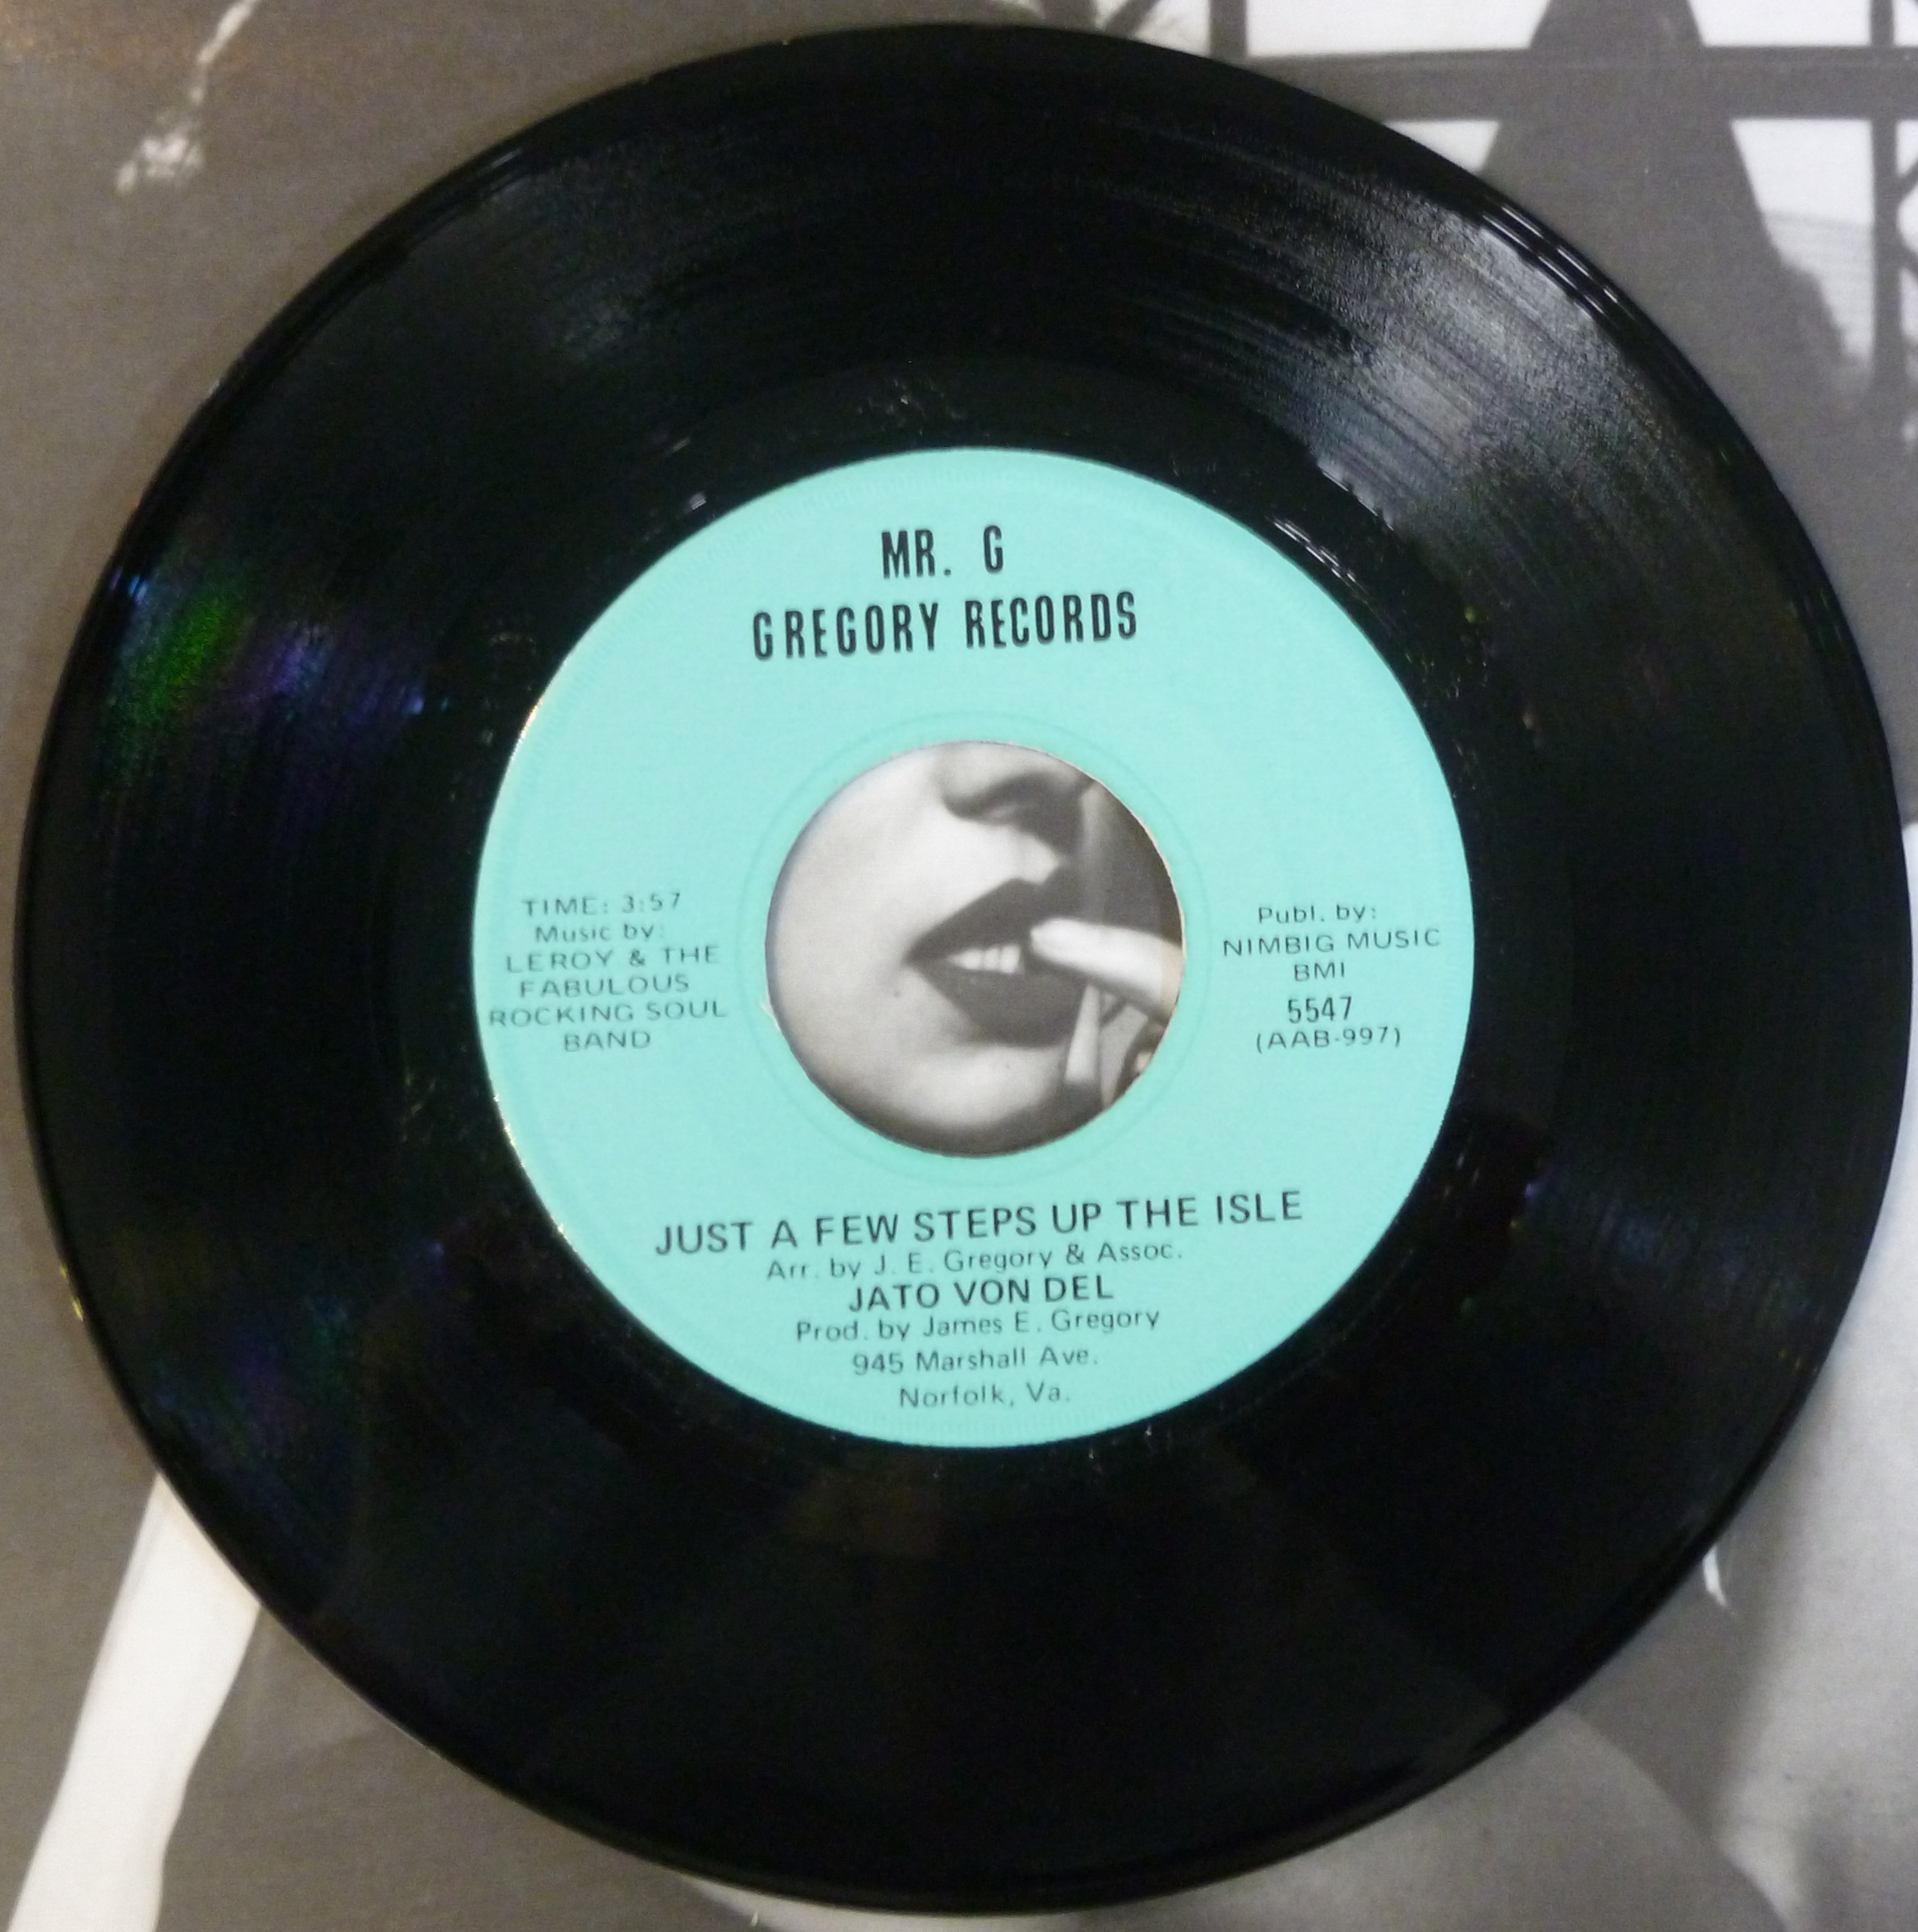 MR. G
GREGORY RECORDS
TIME: 3:57
Music by:
LEROY & THE
FABULOUS
ROCKING SOUL
BAND
Publ. by:
NIMBIG MUSIC
BMI
5547
(AAB-997)
JUST A FEW STEPS UP THE ISLE
Arr. by J. E. Gregory & Assoc.
JATO VON DEL
Prod. by James E. Gregory
945 Marshall Ave.
Norfolk, Va.